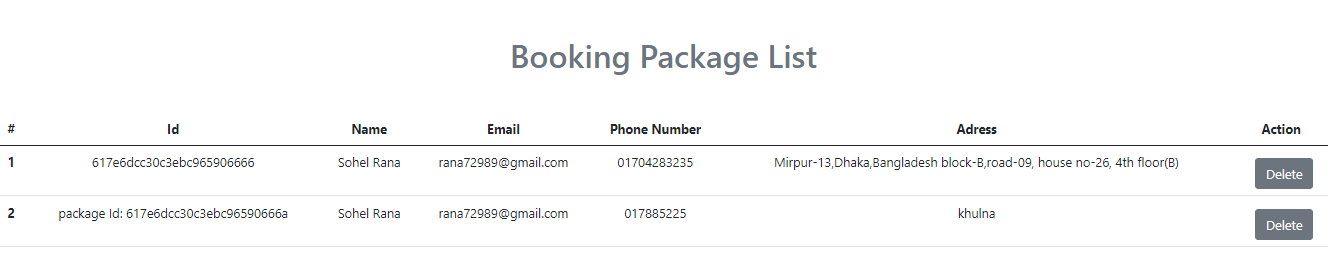 Booking Package List
# Id Name Email Phone Number Adress Action
1 617e6dcc30c3ebc965906666 Sohel Rana rana72989@gmail.com 01704283235 Mirpur-13,Dhaka,Bangladesh block-B,road-09, house no-26, 4th floor(B) Delete
2 package Id: 617e6dcc30c3ebc96590666a Sohel Rana rana72989@gmail.com 017885225 khulna Delete